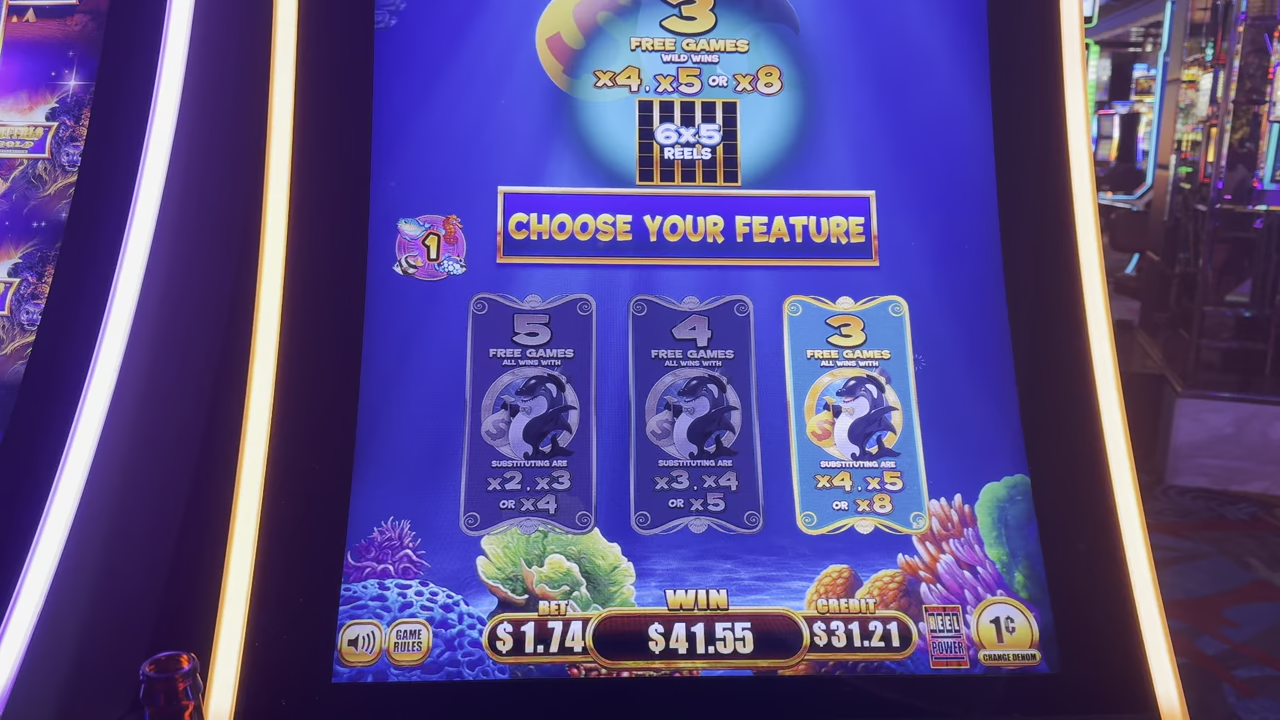 3
FREE GAMES
WILD WINS
x4, x5 OR x8
6x5
REELS
CHOOSE YOUR FEATURE
1
5
FREE GAMES
ALL WINS WITH
SUBSTITUTING ARE
x2, x3
OR x4
4
FREE GAMES
ALL WINS WITH
SUBSTITUTING ARE
x3, x4
OR x5
3
FREE GAMES
ALL WINS WITH
SUBSTITUTING ARE
x4, x5
OR x8
BET
$1.74
WIN
$41.55
CREDIT
$31.21
GAME
RULES
REEL
POWER
1¢
CHANGE DENOM
GOLD